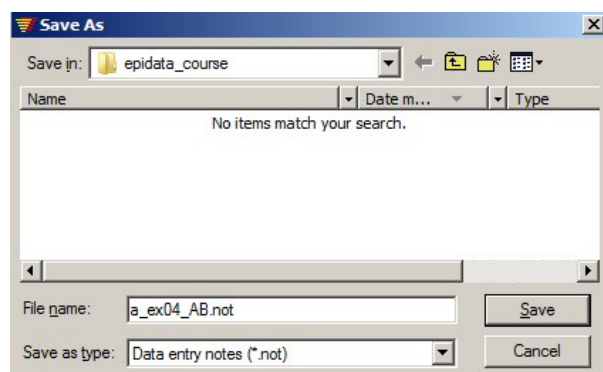 Save As
Save in: epidata_course
Name Date m... Type
No items match your search.
File name: a_ex04_AB.not Save
Save as type: Data entry notes (*.not) Cancel